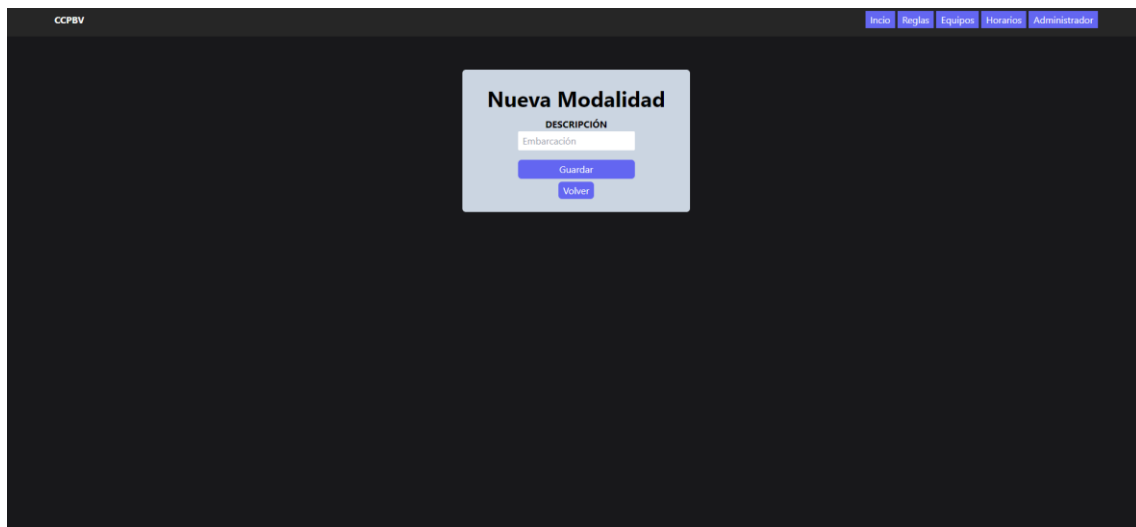 CCPBV
Incio Reglas Equipos Horarios Administrador
Nueva Modalidad
DESCRIPCIÓN
Embarcación
Guardar
Volver